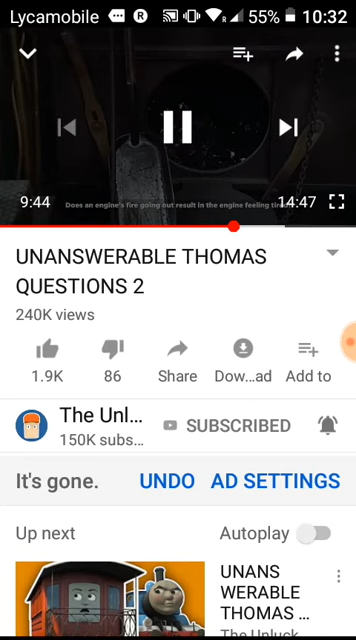 Lycamobile R 55% 10:32
9:44 Does an engine's fire going out result in the engine feeling 14:47
UNANSWERABLE THOMAS
QUESTIONS 2
240K views
1.9K 86 Share Dow...ad Add to
The Unl... SUBSCRIBED
150K subs...
It's gone. UNDO AD SETTINGS
Up next Autoplay
UNANS
WERABLE
THOMAS ...
The Unluck